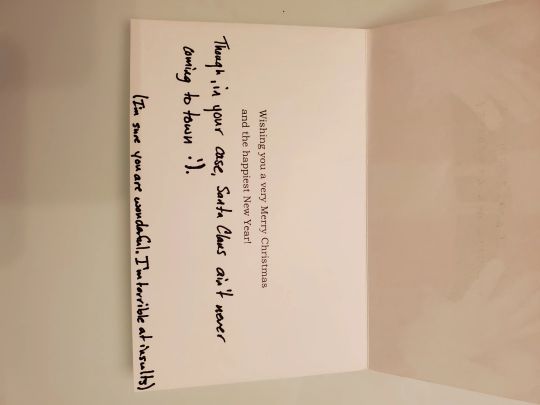 Wishing you a very Merry Christmas
and the happiest New Year!
Though, in your case, Santa Claus ain't never
coming to town :').
(I'm sure you are wonderful. I'm terrible at insults)